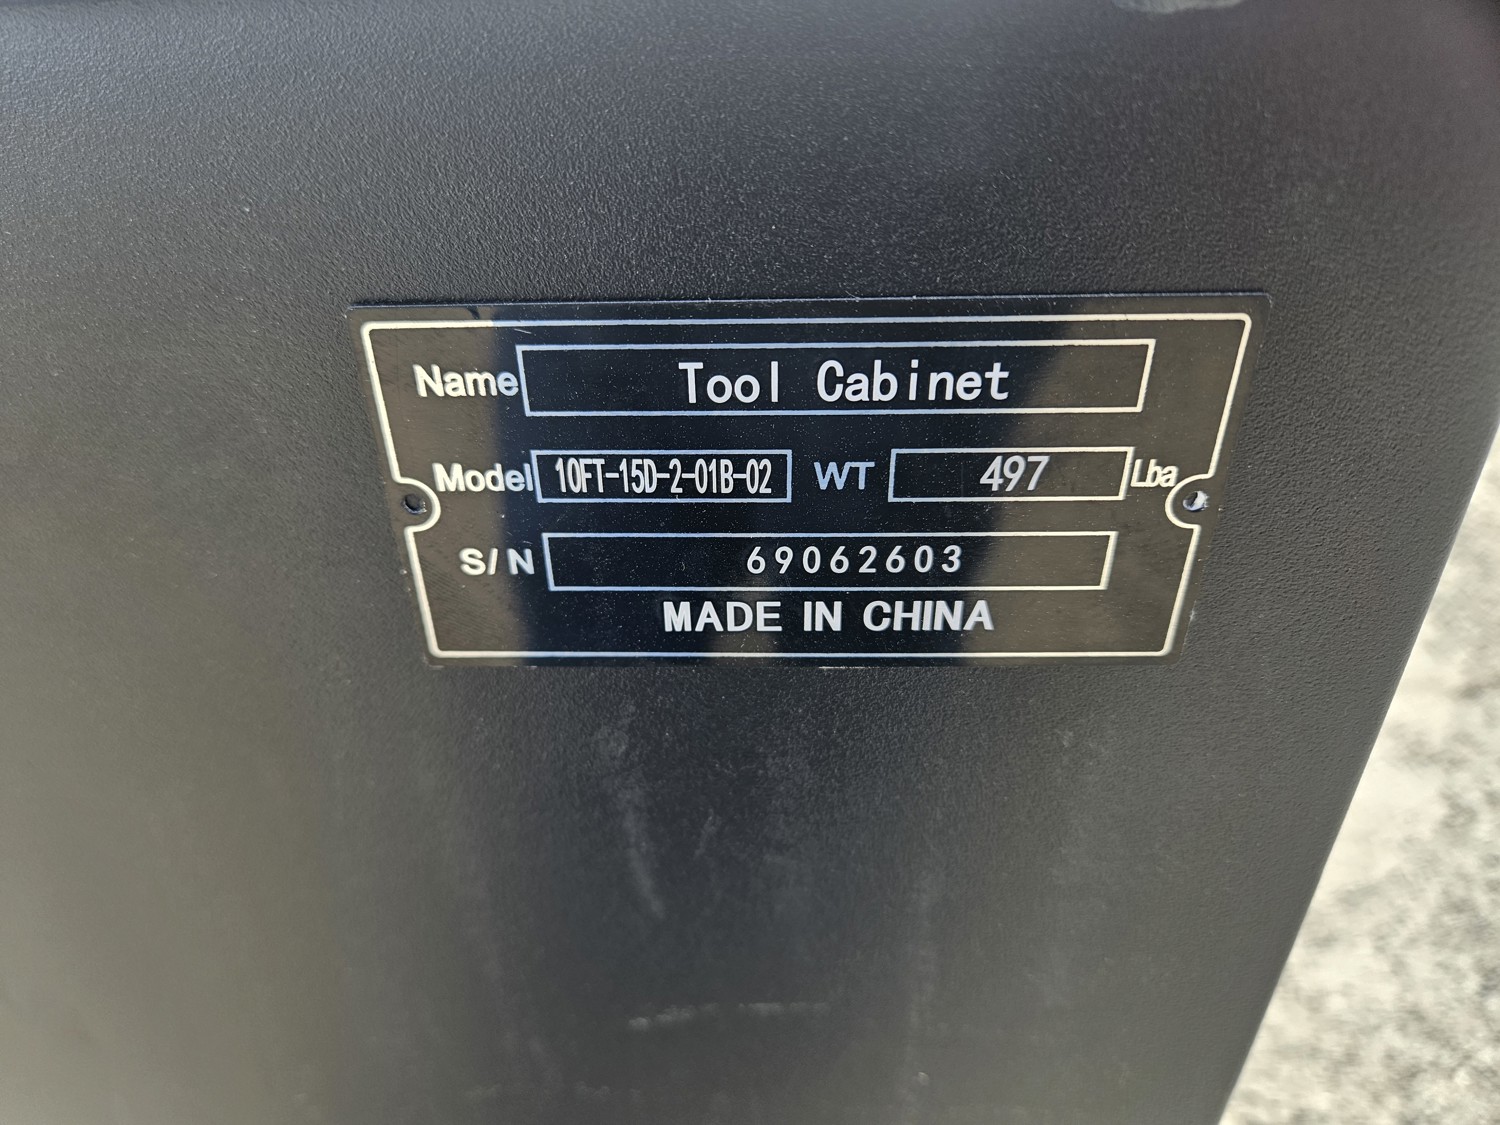 Name Tool Cabinet
Model 10FT-15D-2-01B-02 WT 497 Lba
S/N 69062603
MADE IN CHINA